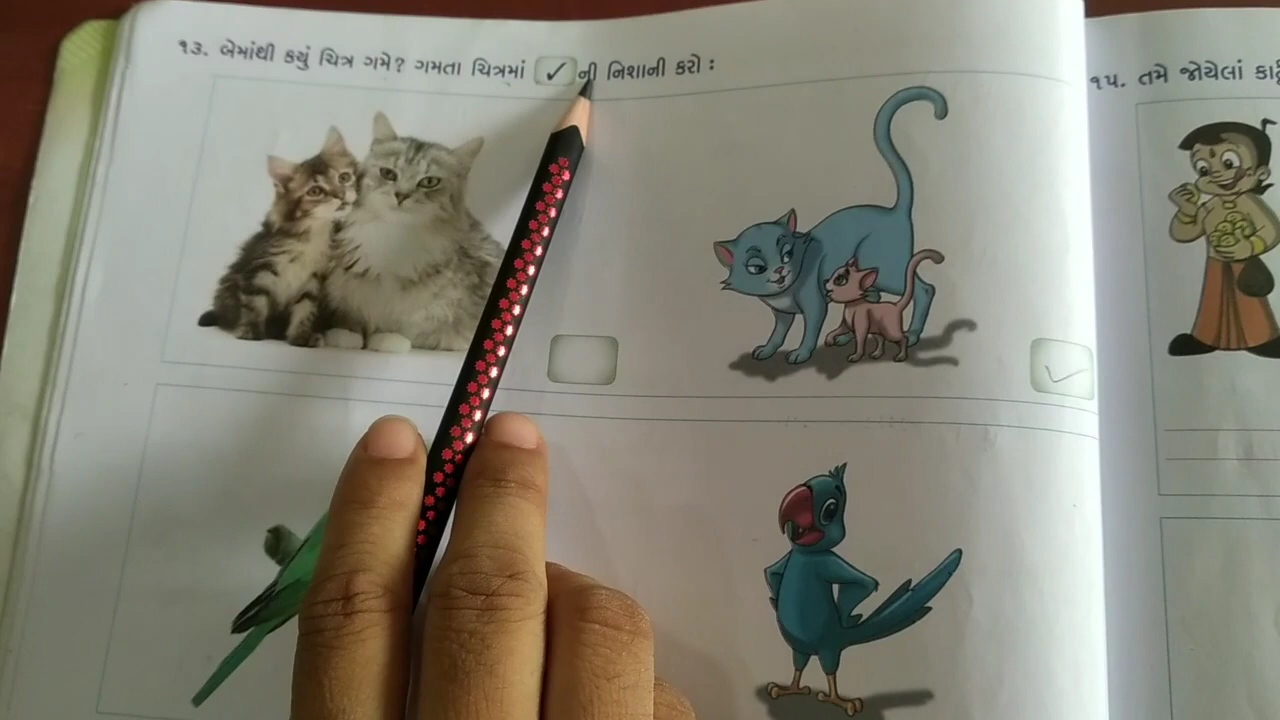 ૧૩. બેમાંથી કયું ચિત્ર ગમે? ગમતા ચિત્રમાં ✓ ની નિશાની કરો :
૧૫. તમે જોયેલાં